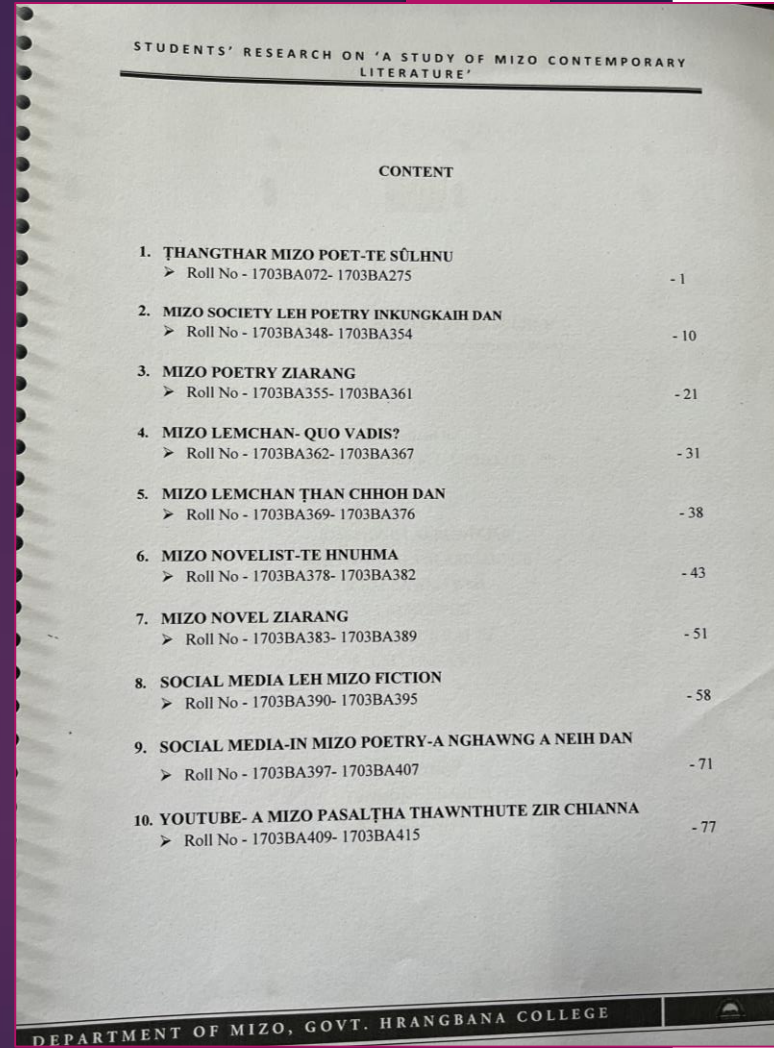 STUDENTS' RESEARCH ON 'A STUDY OF MIZO CONTEMPORARY
LITERATURE'
CONTENT
1. ṬHANGTHAR MIZO POET-TE SÛLHNU
➢ Roll No - 1703BA072- 1703BA275 - 1
2. MIZO SOCIETY LEH POETRY INKUNGKAIH DAN
➢ Roll No - 1703BA348- 1703BA354 - 10
3. MIZO POETRY ZIARANG
➢ Roll No - 1703BA355- 1703BA361 - 21
4. MIZO LEMCHAN- QUO VADIS?
➢ Roll No - 1703BA362- 1703BA367 - 31
5. MIZO LEMCHAN ṬHAN CHHOH DAN
➢ Roll No - 1703BA369- 1703BA376 - 38
6. MIZO NOVELIST-TE HNUHMA
➢ Roll No - 1703BA378- 1703BA382 - 43
7. MIZO NOVEL ZIARANG
➢ Roll No - 1703BA383- 1703BA389 - 51
8. SOCIAL MEDIA LEH MIZO FICTION
➢ Roll No - 1703BA390- 1703BA395 - 58
9. SOCIAL MEDIA-IN MIZO POETRY-A NGHAWNG A NEIH DAN
➢ Roll No - 1703BA397- 1703BA407 - 71
10. YOUTUBE- A MIZO PASALṬHA THAWNTHUTE ZIR CHIANNA
➢ Roll No - 1703BA409- 1703BA415 - 77
DEPARTMENT OF MIZO, GOVT. HRANGBANA COLLEGE